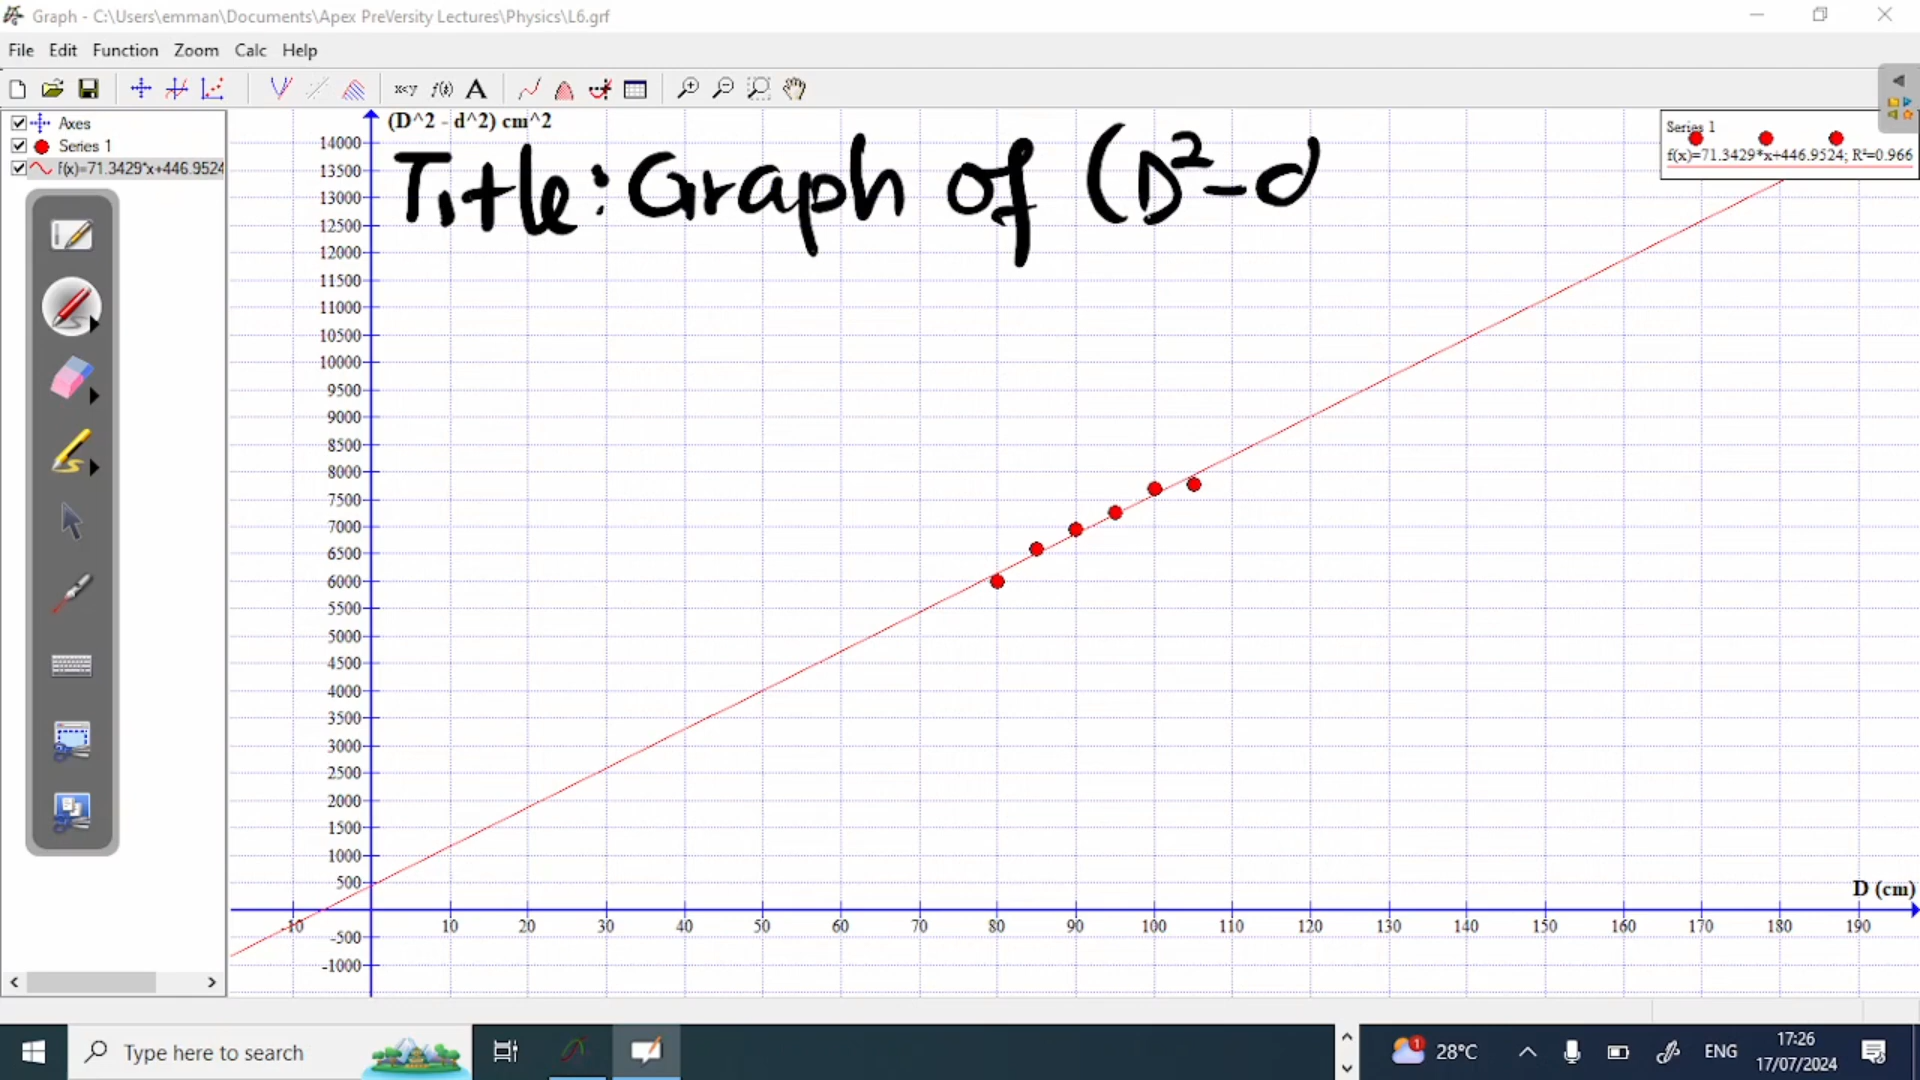 Graph - C:\Users\emman\Documents\Apex PreVersity Lectures\Physics\L6.grf
File Edit Function Zoom Calc Help
Axes
Series 1
f(x)=71.3429*x+446.9524
(D^2 - d^2) cm^2
Title: Graph of (D²-d
Series 1
f(x)=71.3429*x+446.9524; R²=0.966
14000
13500
13000
12500
12000
11500
11000
10500
10000
9500
9000
8500
8000
7500
7000
6500
6000
5500
5000
4500
4000
3500
3000
2500
2000
1500
1000
500
-500
-1000
D (cm)
-10 10 20 30 40 50 60 70 80 90 100 110 120 130 140 150 160 170 180 190
Type here to search
1
28°C
ENG
17:26
17/07/2024